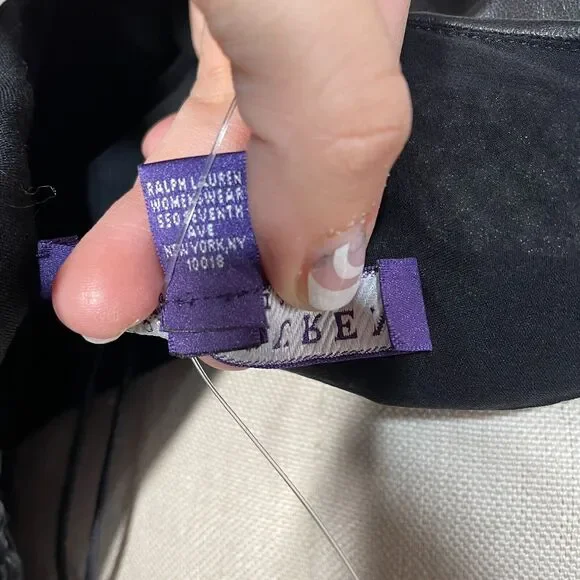 RALPH LAUREN
WOMENSWEAR
550 SEVENTH
AVE
NEW YORK, NY
10018